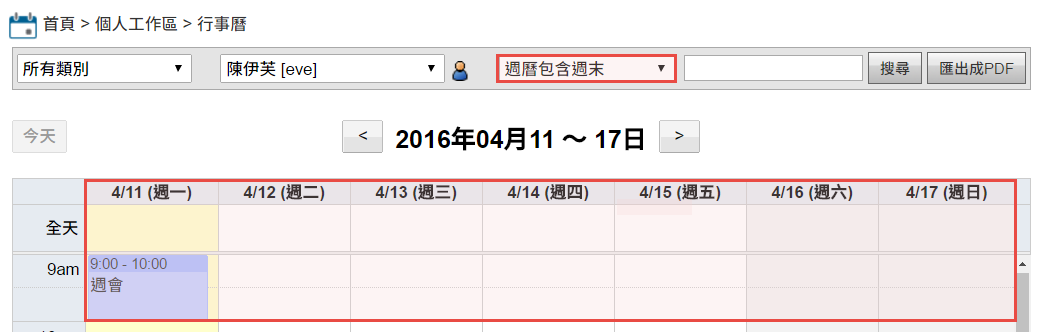 首頁 > 個人工作區 > 行事曆
所有類別 陳伊芙 [eve] 週曆包含週末 搜尋 匯出成PDF
今天 < 2016年04月11 ～ 17日 >
4/11 (週一) 4/12 (週二) 4/13 (週三) 4/14 (週四) 4/15 (週五) 4/16 (週六) 4/17 (週日)
全天
9am 9:00 - 10:00
週會